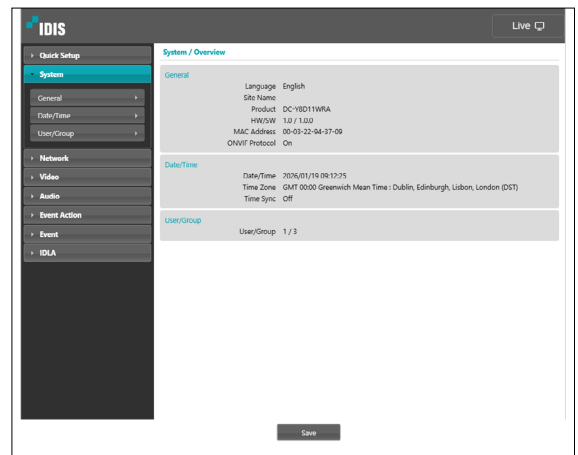 IDIS
Live
Quick Setup
System
General
Date/Time
User/Group
Network
Video
Audio
Event Action
Event
IDLA
System / Overview
General
Language English
Site Name
Product DC-Y8D11WRA
HW/SW 1.0 / 1.0.0
MAC Address 00-03-22-94-37-09
ONVIF Protocol On
Date/Time
Date/Time 2026/01/19 09:12:25
Time Zone GMT 00:00 Greenwich Mean Time : Dublin, Edinburgh, Lisbon, London (DST)
Time Sync Off
User/Group
User/Group 1 / 3
Save